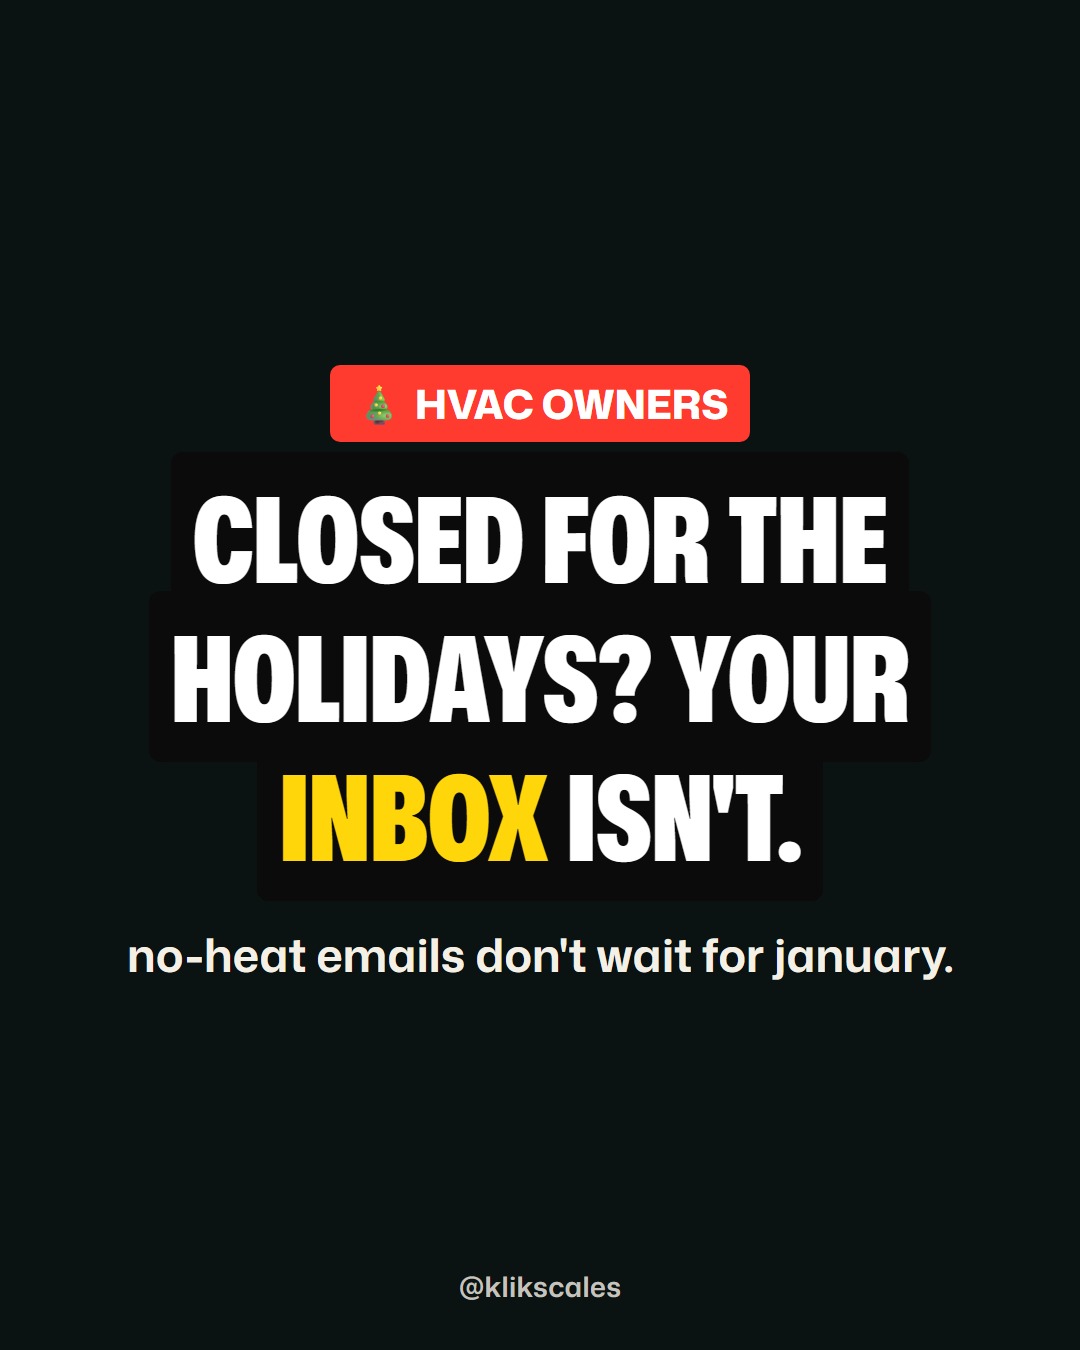 🎄 HVAC OWNERS
CLOSED FOR THE
HOLIDAYS? YOUR
INBOX ISN'T.
no-heat emails don't wait for january.
@klikscales